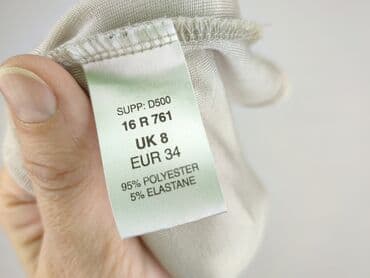 SUPP: D500
16 R 761
UK 8
EUR 34
95% POLYESTER
5% ELASTANE